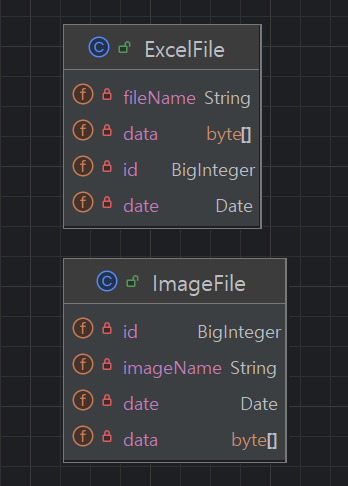 C ExcelFile
f fileName String
f data byte[]
f id BigInteger
f date Date
C ImageFile
f id BigInteger
f imageName String
f date Date
f data byte[]